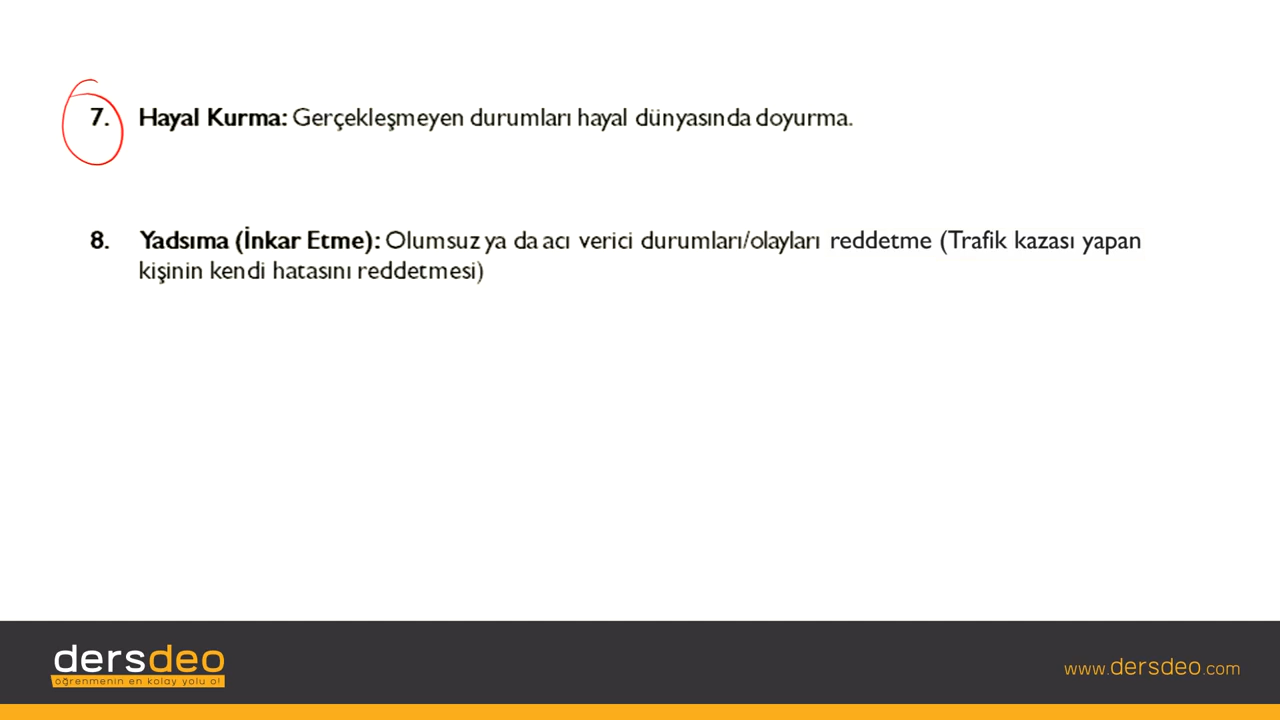 7. Hayal Kurma: Gerçekleşmeyen durumları hayal dünyasında doyurma.
8. Yadsıma (İnkar Etme): Olumsuz ya da acı verici durumları/olayları reddetme (Trafik kazası yapan
kişinin kendi hatasını reddetmesi)
dersdeo
öğrenmenin en kolay yolu o!
www.dersdeo.com